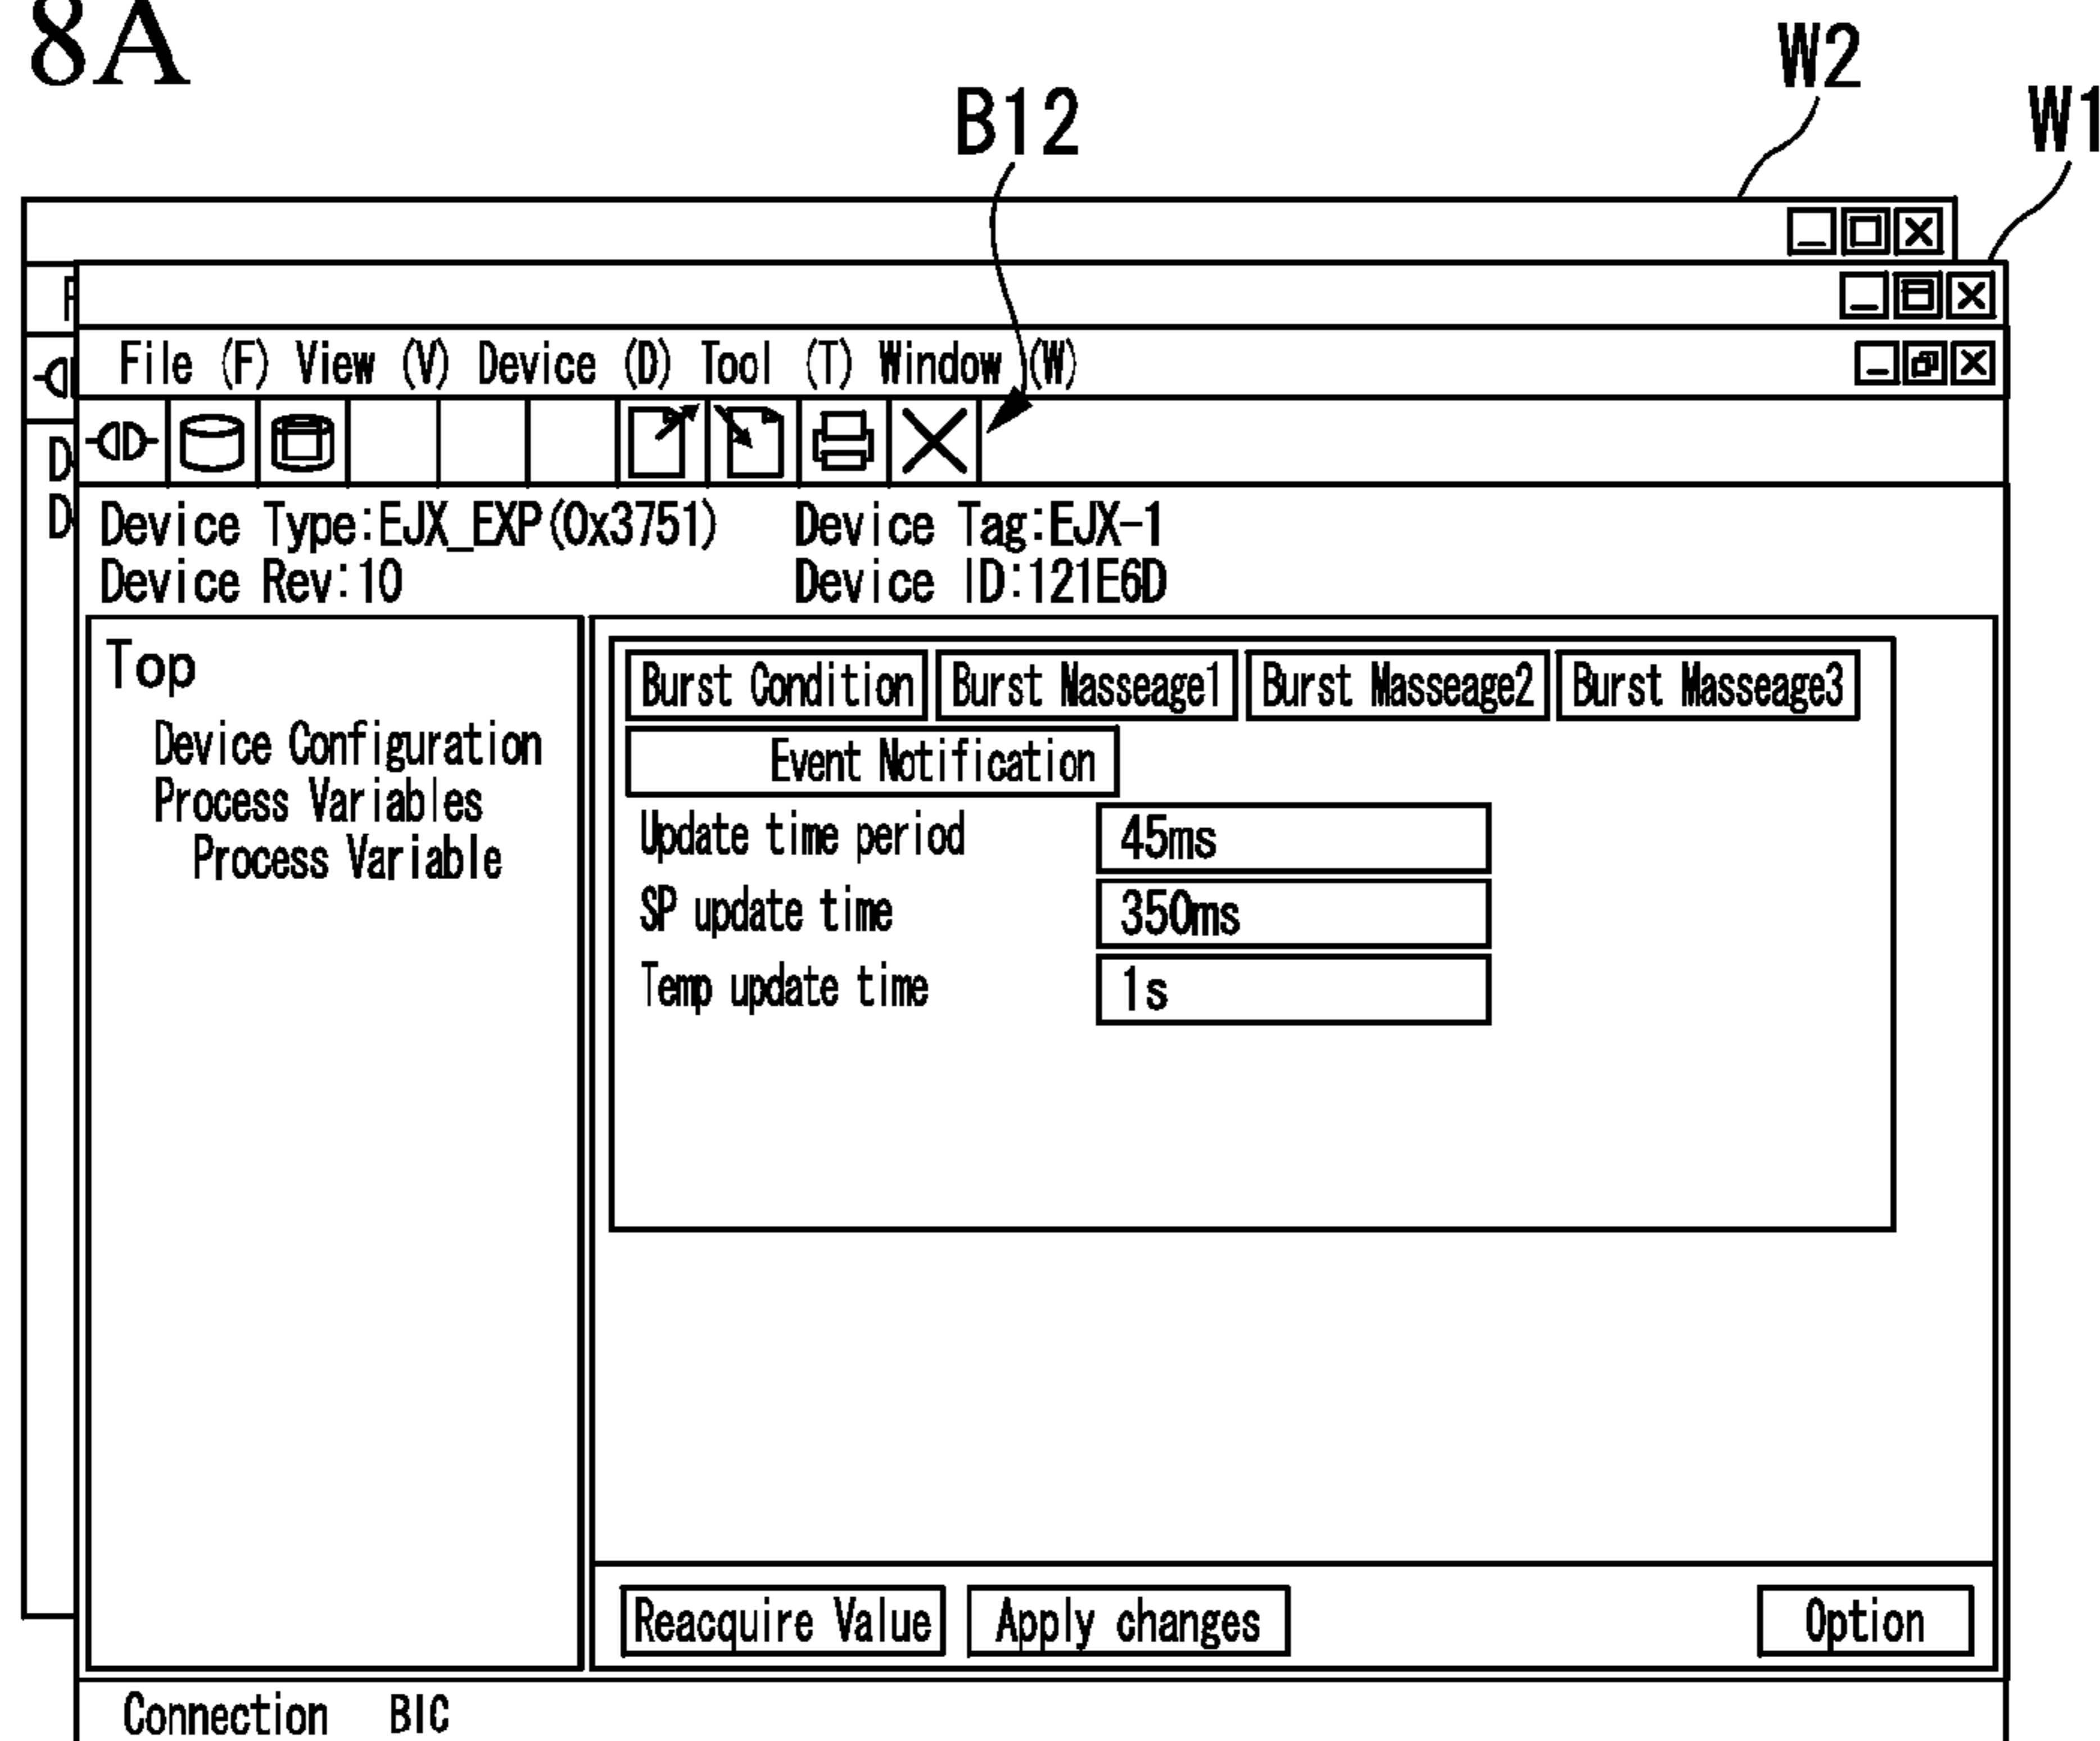 8A
W2
W1
B12
File (F) View (V) Device (D) Tool (T) Window (W)
D
D
Device Type:EJX_EXP(0x3751) Device Tag:EJX-1
Device Rev:10 Device ID:121E6D
Top
Device Configuration
Process Variables
Process Variable
Burst Condition Burst Masseage1 Burst Masseage2 Burst Masseage3
Event Notification
Update time period 45ms
SP update time 350ms
Temp update time 1s
Reacquire Value Apply changes Option
Connection BIC